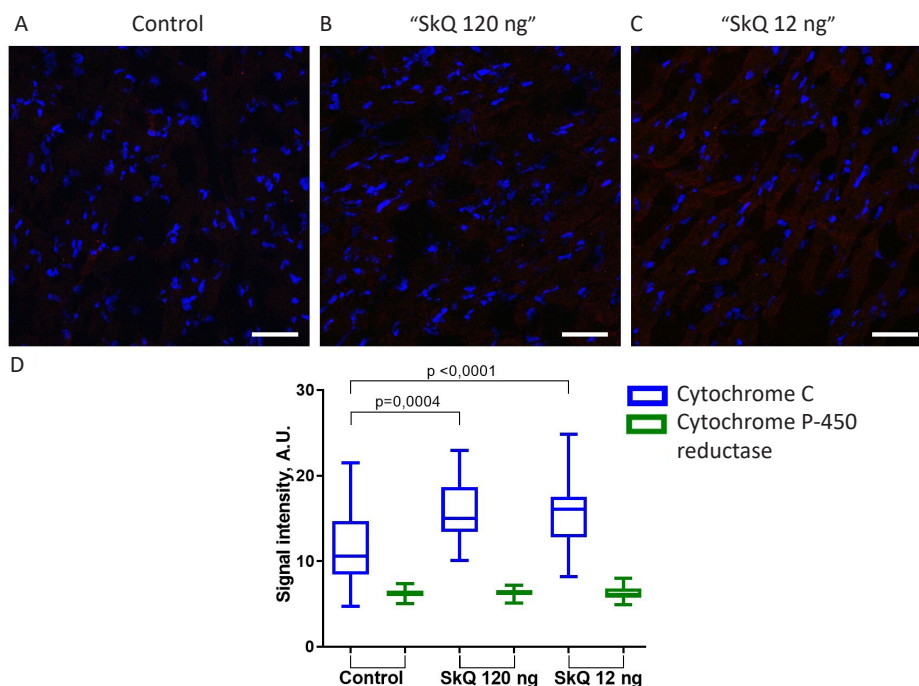 A Control B “SkQ 120 ng” C “SkQ 12 ng”
D
p <0,0001
p=0,0004
30
20
10
0
Signal intensity, A.U.
Cytochrome C
Cytochrome P-450
reductase
Control SkQ 120 ng SkQ 12 ng